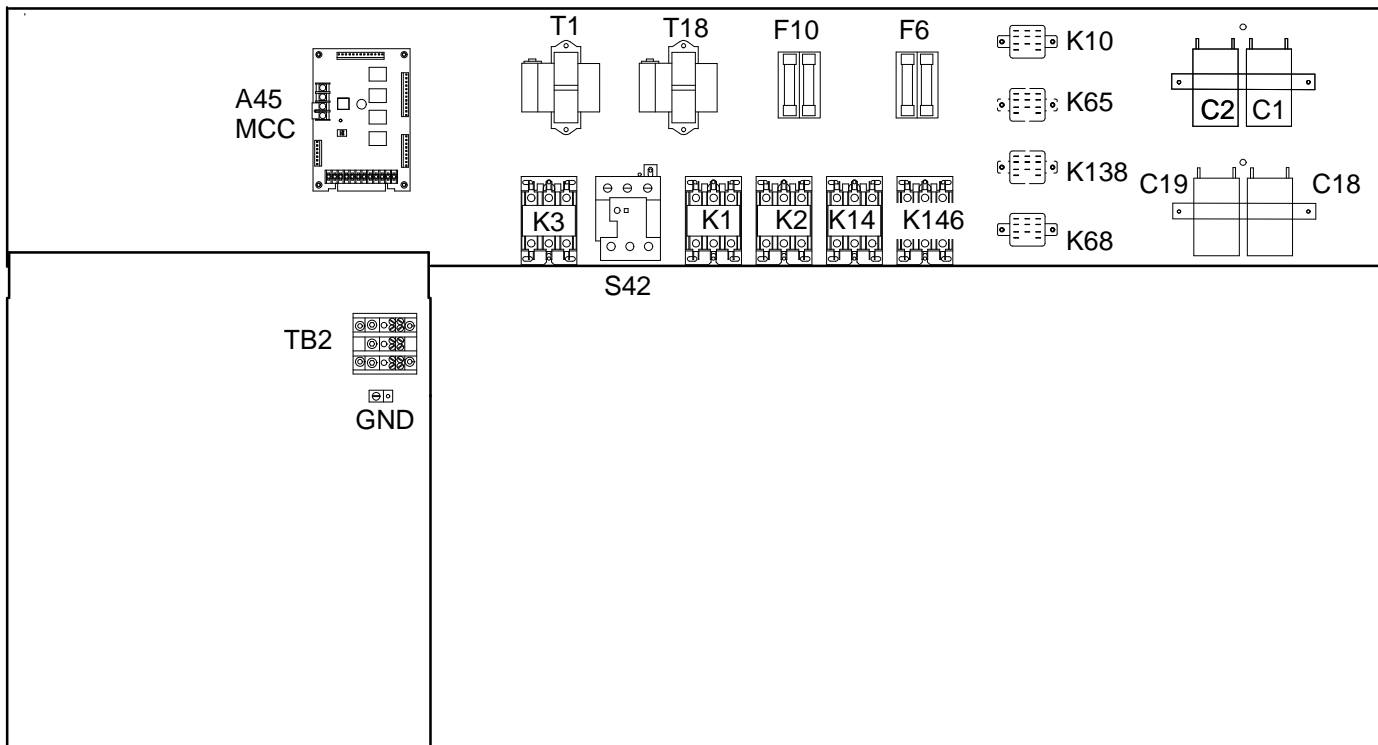 T1
T18
F10
F6
K10
A45
MCC
K65
C2
C1
K138
C19
C18
K3
K1
K2
K14
K146
K68
S42
TB2
GND